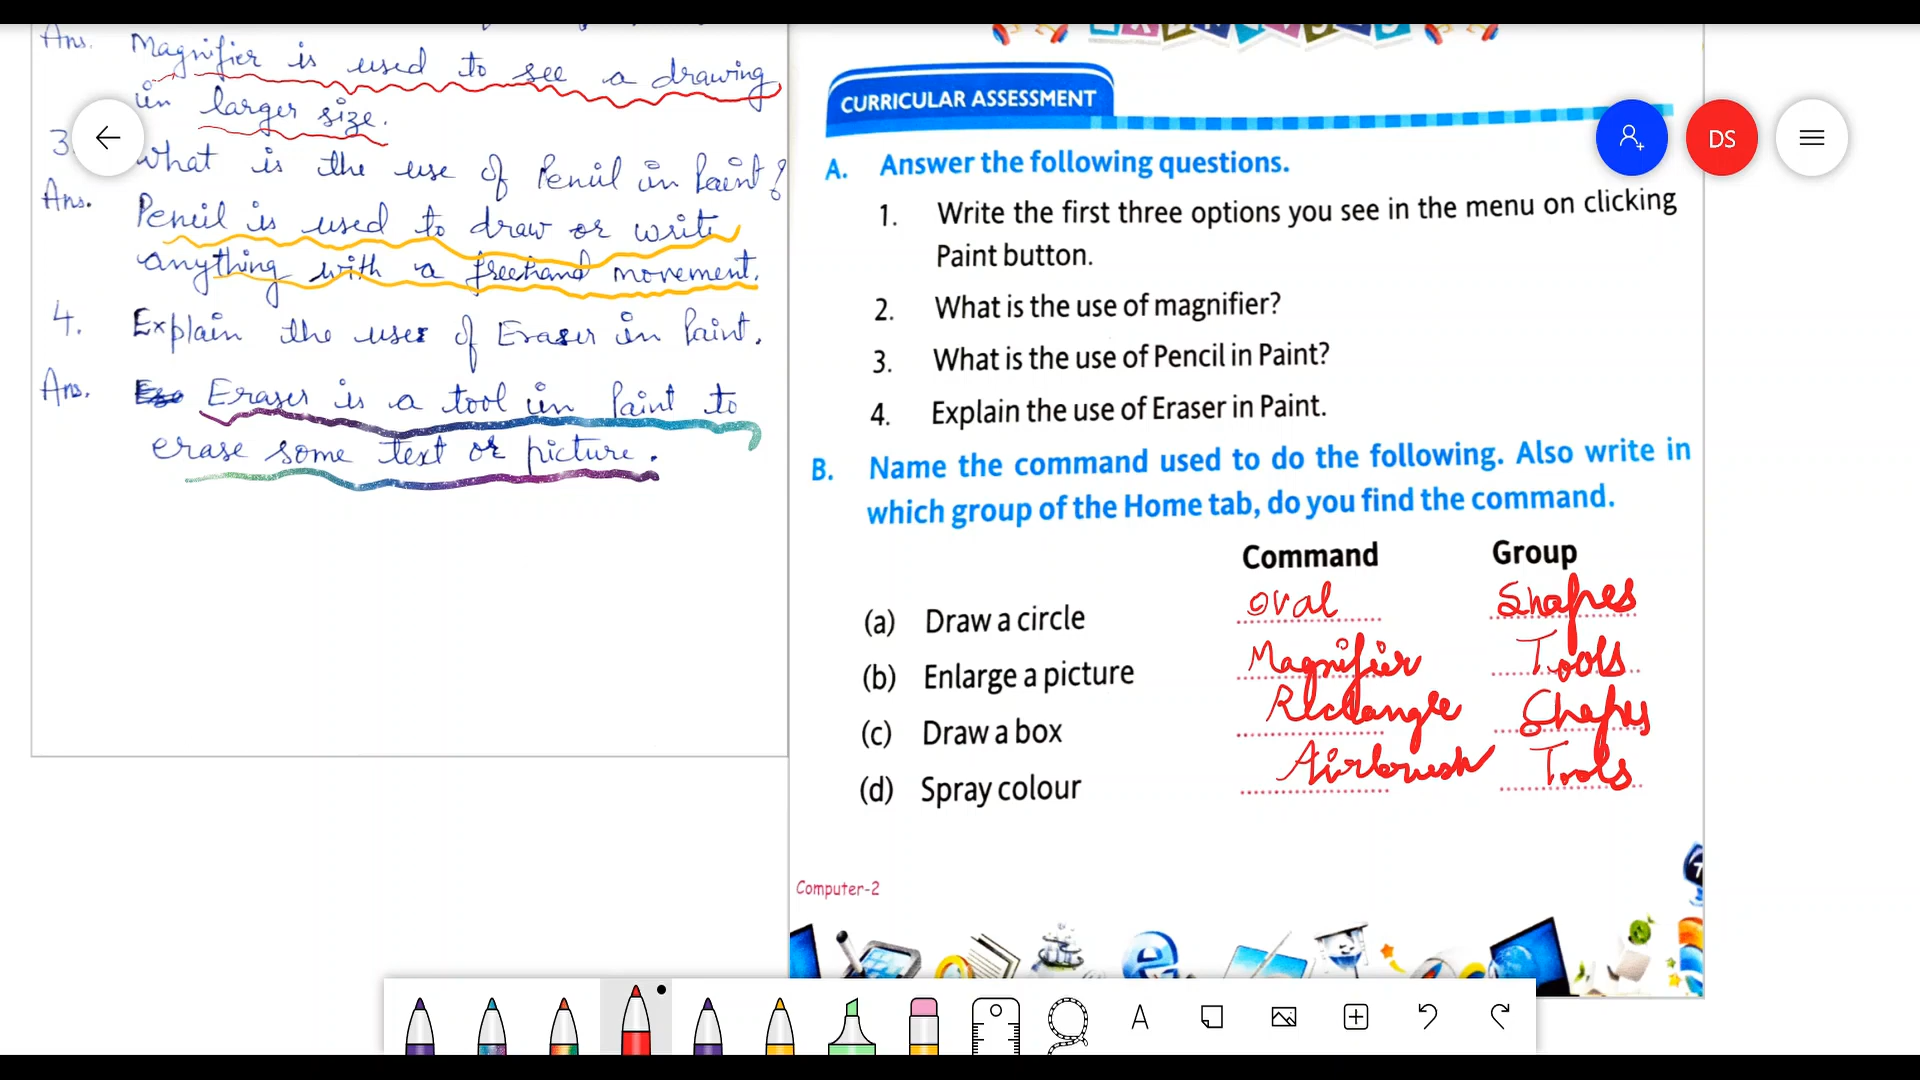 Ans. Magnifier is used to see a drawing
in larger size.
3. What is the use of Pencil in Paint?
Ans. Pencil is used to draw or write
anything with a freehand movement.
4. Explain the uses of Eraser in Paint.
Ans. Eraser is a tool in Paint to
erase some text or picture.
CURRICULAR ASSESSMENT
A. Answer the following questions.
1. Write the first three options you see in the menu on clicking
Paint button.
2. What is the use of magnifier?
3. What is the use of Pencil in Paint?
4. Explain the use of Eraser in Paint.
B. Name the command used to do the following. Also write in
which group of the Home tab, do you find the command.
Command Group
(a) Draw a circle oval Shapes
(b) Enlarge a picture Magnifier Tools
(c) Draw a box Rectangle Shapes
(d) Spray colour Airbrush Tools
Computer-2
DS
A